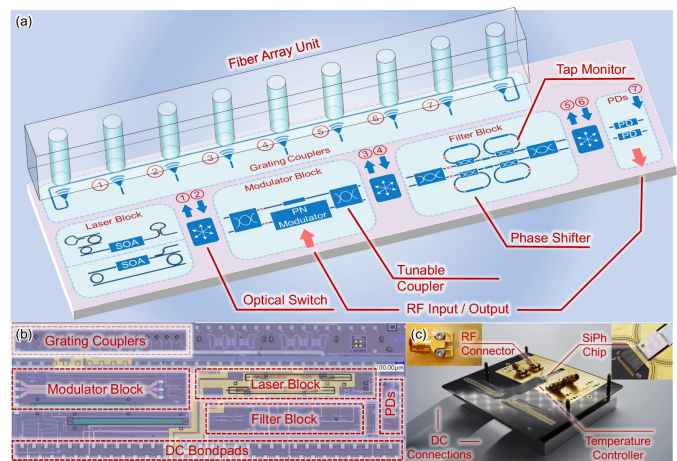 (a)
Fiber Array Unit
Tap Monitor
Grating Couplers
① ② ③ ④ ⑤ ⑥ ⑦
Laser Block
SOA
SOA
① ②
Modulator Block
PN
Modulator
③ ④
Filter Block
⑤ ⑥
PDs
⑦
PD
PD
Optical Switch
Tunable
Coupler
Phase Shifter
RF Input / Output
(b)
Grating Couplers
Modulator Block
Laser Block
Filter Block
PDs
DC Bondpads
00.00µm
(c)
RF
Connector
SiPh
Chip
DC
Connections
Temperature
Controller